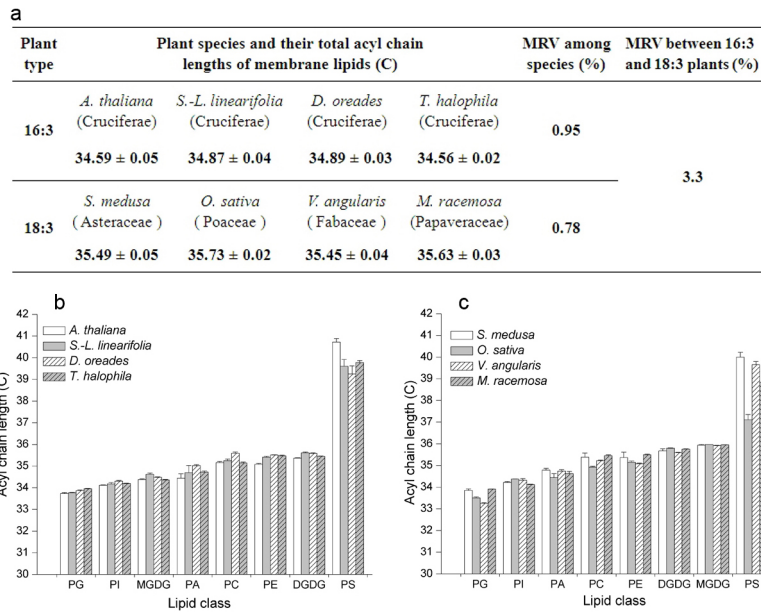 a
Plant type
Plant species and their total acyl chain lengths of membrane lipids (C)
MRV among species (%)
MRV between 16:3 and 18:3 plants (%)
16:3
A. thaliana S.-L. linearifolia D. oreades T. halophila
(Cruciferae) (Cruciferae) (Cruciferae) (Cruciferae)
34.59 ± 0.05 34.87 ± 0.04 34.89 ± 0.03 34.56 ± 0.02
0.95
3.3
18:3
S. medusa O. sativa V. angularis M. racemosa
( Asteraceae ) (Poaceae ) ( Fabaceae ) (Papaveraceae)
35.49 ± 0.05 35.73 ± 0.02 35.45 ± 0.04 35.63 ± 0.03
0.78
b
A. thaliana
S.-L. linearifolia
D. oreades
T. halophila
Acyl chain length (C)
42
41
40
39
38
37
36
35
34
33
32
31
30
PG PI MGDG PA PC PE DGDG PS
Lipid class
c
S. medusa
O. sativa
V. angularis
M. racemosa
Acyl chain length (C)
42
41
40
39
38
37
36
35
34
33
32
31
30
PG PI PA PC PE DGDG MGDG PS
Lipid class